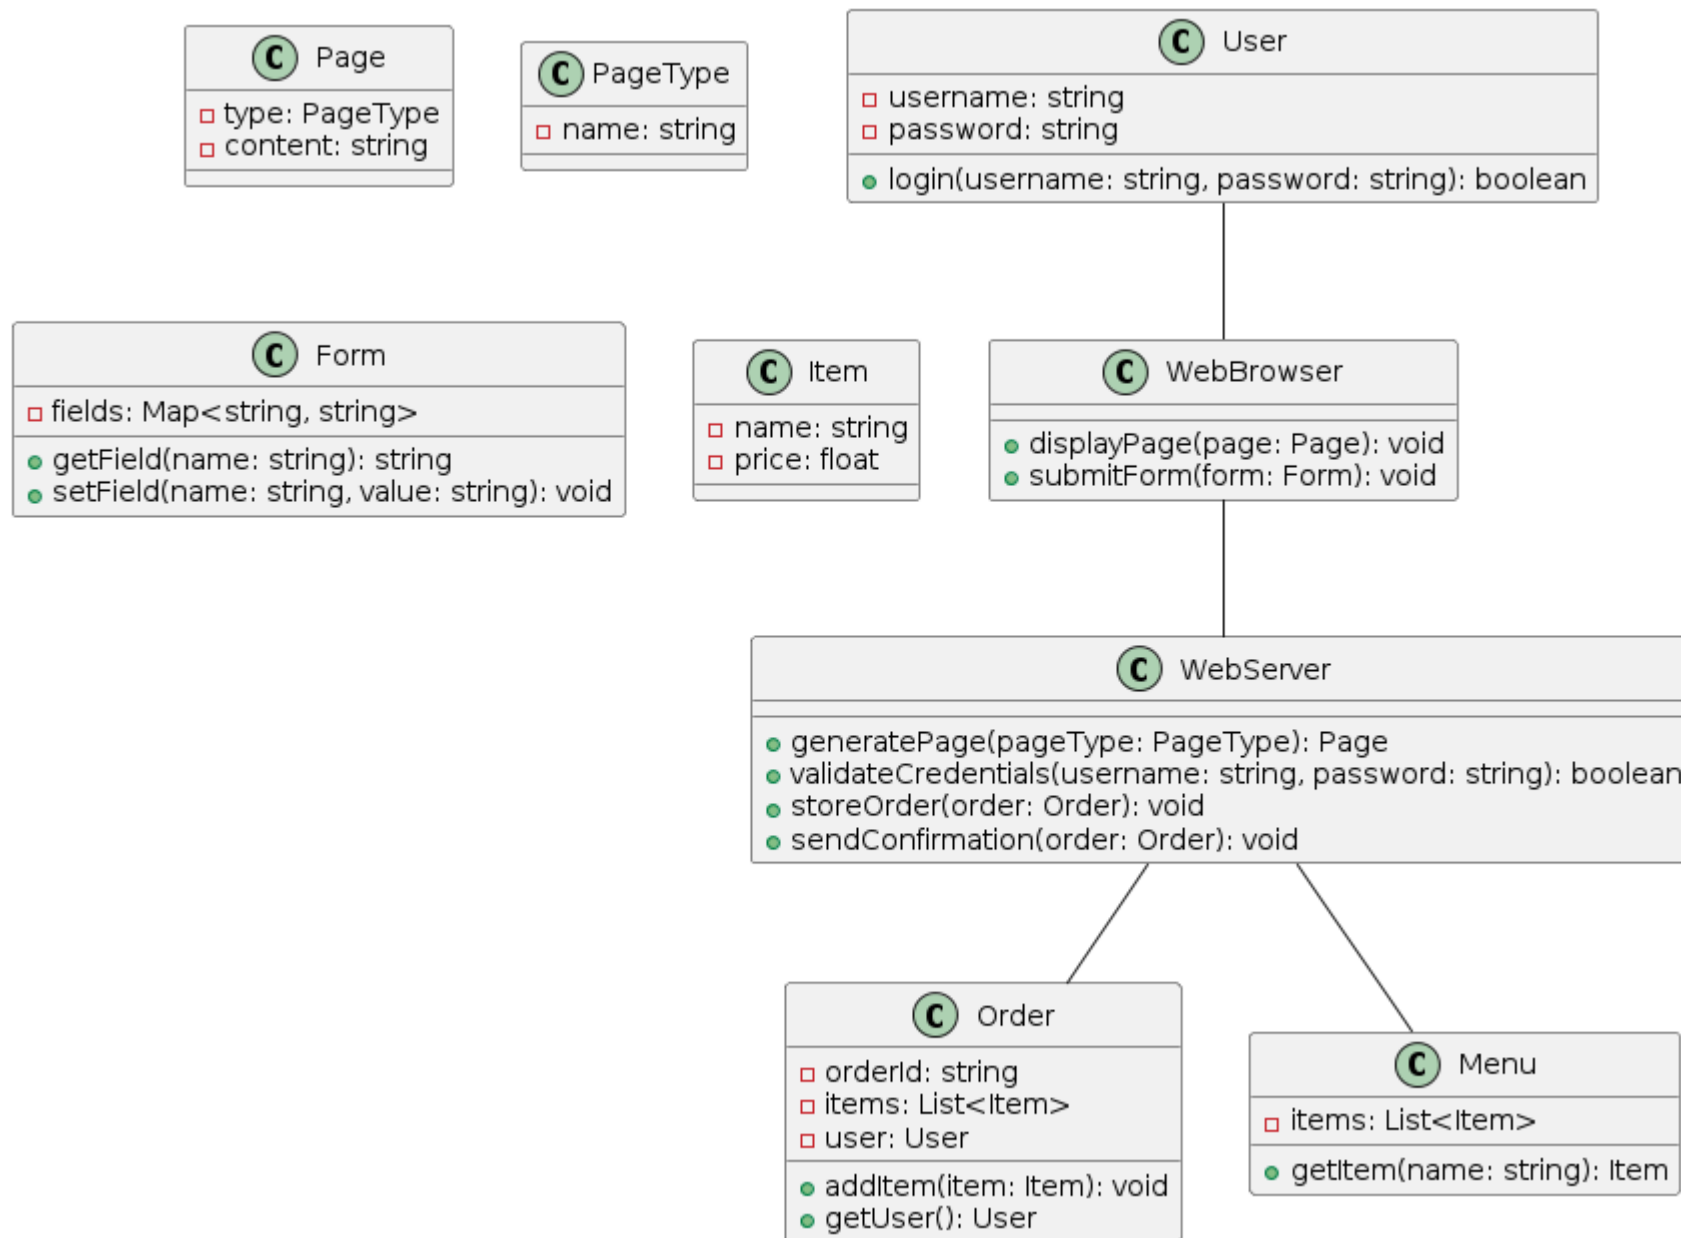 C Page
type: PageType
content: string
C PageType
name: string
C User
username: string
password: string
login(username: string, password: string): boolean
C Form
fields: Map<string, string>
getField(name: string): string
setField(name: string, value: string): void
C Item
name: string
price: float
C WebBrowser
displayPage(page: Page): void
submitForm(form: Form): void
C WebServer
generatePage(pageType: PageType): Page
validateCredentials(username: string, password: string): boolean
storeOrder(order: Order): void
sendConfirmation(order: Order): void
C Order
orderId: string
items: List<Item>
user: User
addItem(item: Item): void
getUser(): User
C Menu
items: List<Item>
getItem(name: string): Item